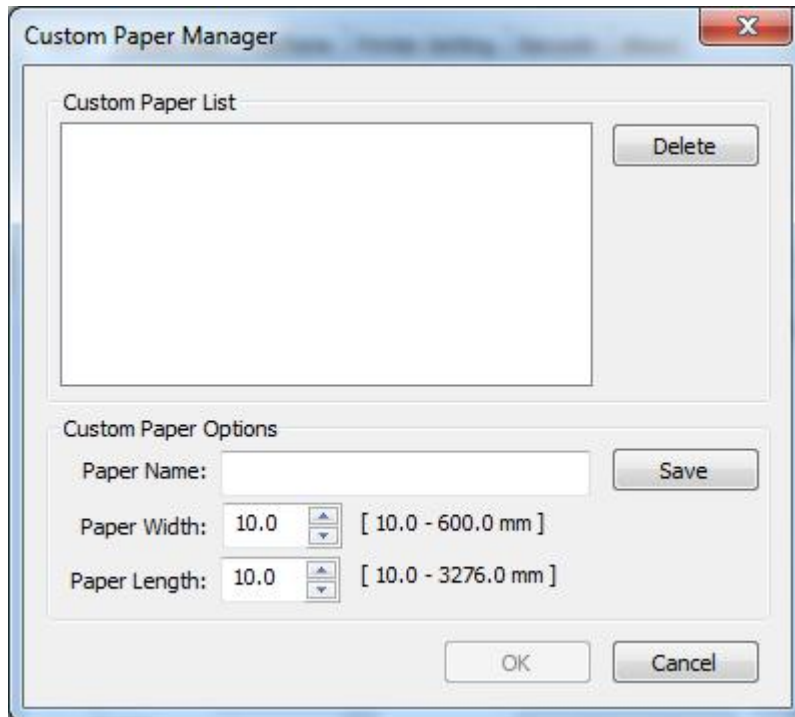 Custom Paper Manager
Custom Paper List
Delete
Custom Paper Options
Paper Name:
Save
Paper Width: 10.0 [ 10.0 - 600.0 mm ]
Paper Length: 10.0 [ 10.0 - 3276.0 mm ]
OK Cancel